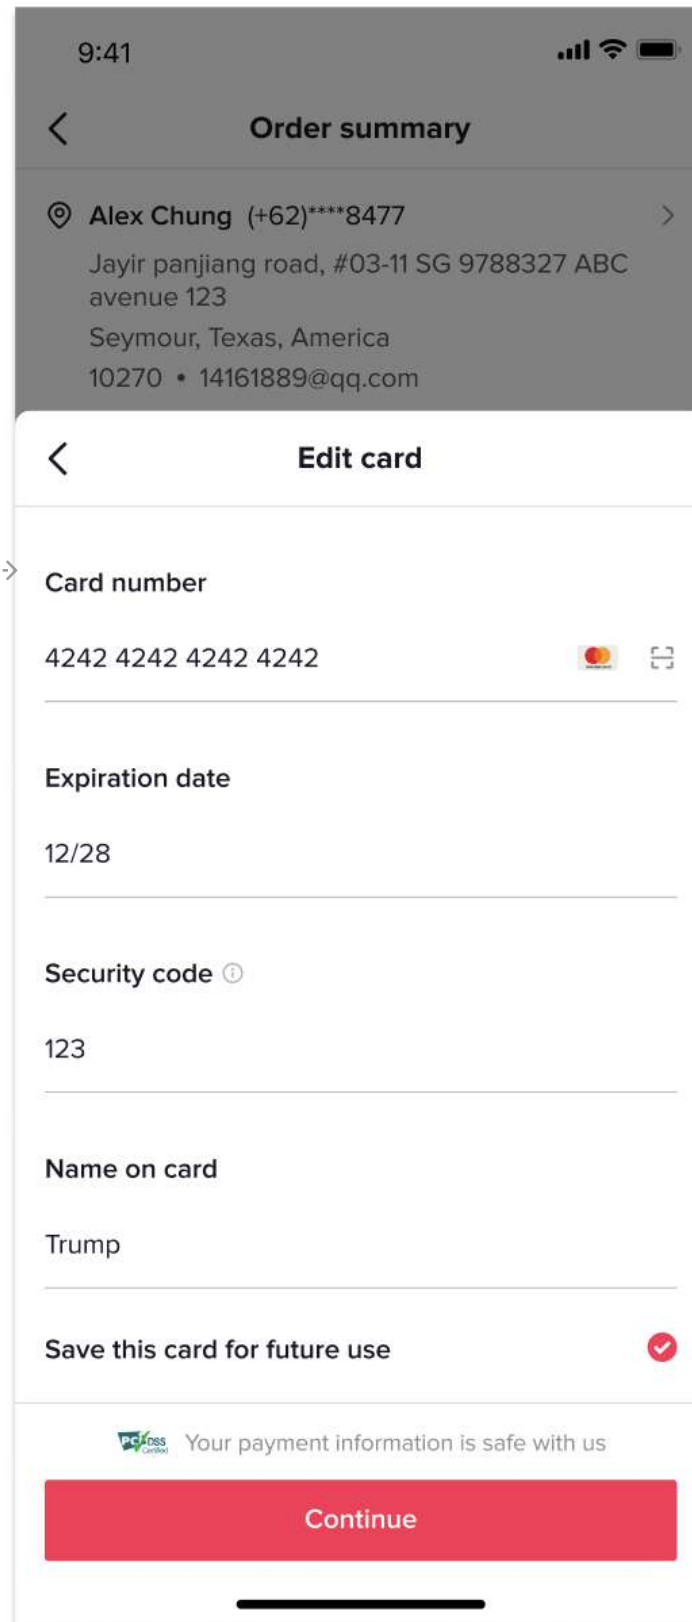 9:41
Order summary
Alex Chung (+62)****8477
Jayir panjiang road, #03-11 SG 9788327 ABC
avenue 123
Seymour, Texas, America
10270 • 14161889@qq.com
Edit card
Card number
4242 4242 4242 4242
Expiration date
12/28
Security code
123
Name on card
Trump
Save this card for future use
PCI DSS
Certified
Your payment information is safe with us
Continue